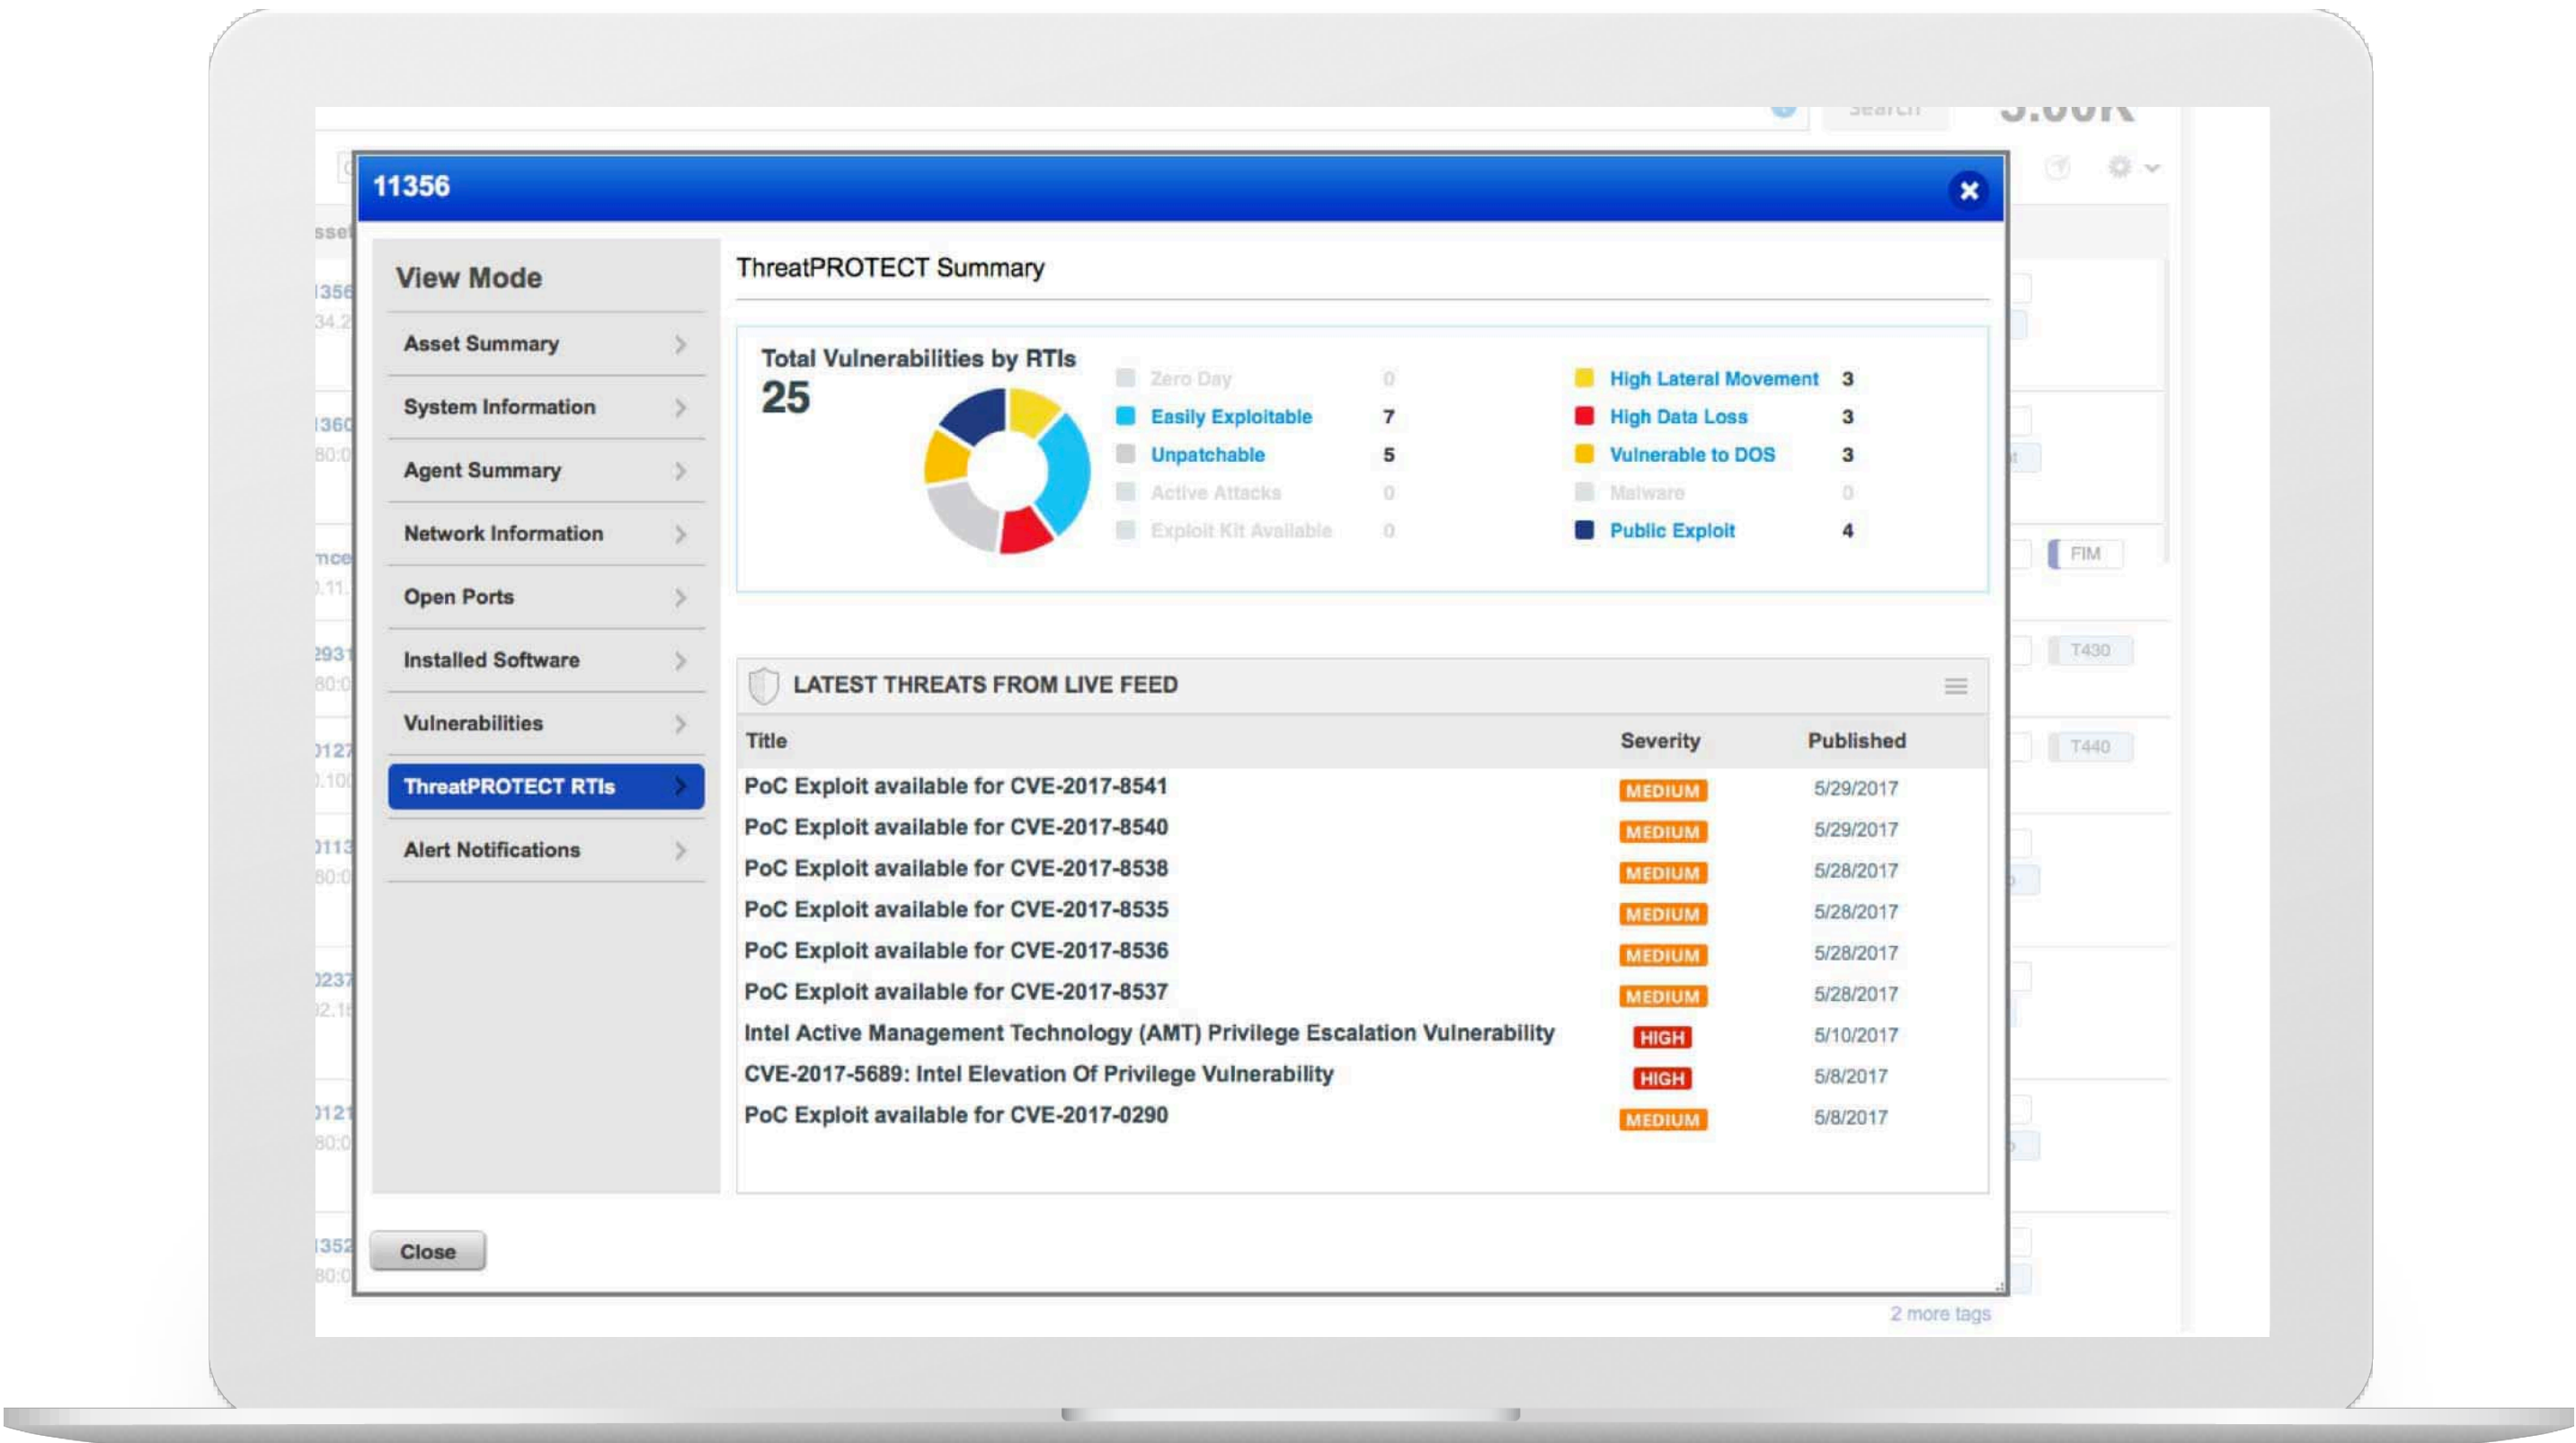 Search
11356
View Mode
Asset Summary
System Information
Agent Summary
Network Information
Open Ports
Installed Software
Vulnerabilities
ThreatPROTECT RTIs
Alert Notifications
ThreatPROTECT Summary
Total Vulnerabilities by RTIs
25
Zero Day 0
Easily Exploitable 7
Unpatchable 5
Active Attacks 0
Exploit Kit Available 0
High Lateral Movement 3
High Data Loss 3
Vulnerable to DOS 3
Malware 0
Public Exploit 4
LATEST THREATS FROM LIVE FEED
Title Severity Published
PoC Exploit available for CVE-2017-8541 MEDIUM 5/29/2017
PoC Exploit available for CVE-2017-8540 MEDIUM 5/29/2017
PoC Exploit available for CVE-2017-8538 MEDIUM 5/28/2017
PoC Exploit available for CVE-2017-8535 MEDIUM 5/28/2017
PoC Exploit available for CVE-2017-8536 MEDIUM 5/28/2017
PoC Exploit available for CVE-2017-8537 MEDIUM 5/28/2017
Intel Active Management Technology (AMT) Privilege Escalation Vulnerability HIGH 5/10/2017
CVE-2017-5689: Intel Elevation Of Privilege Vulnerability HIGH 5/8/2017
PoC Exploit available for CVE-2017-0290 MEDIUM 5/8/2017
Close
FIM
T430
T440
2 more tags